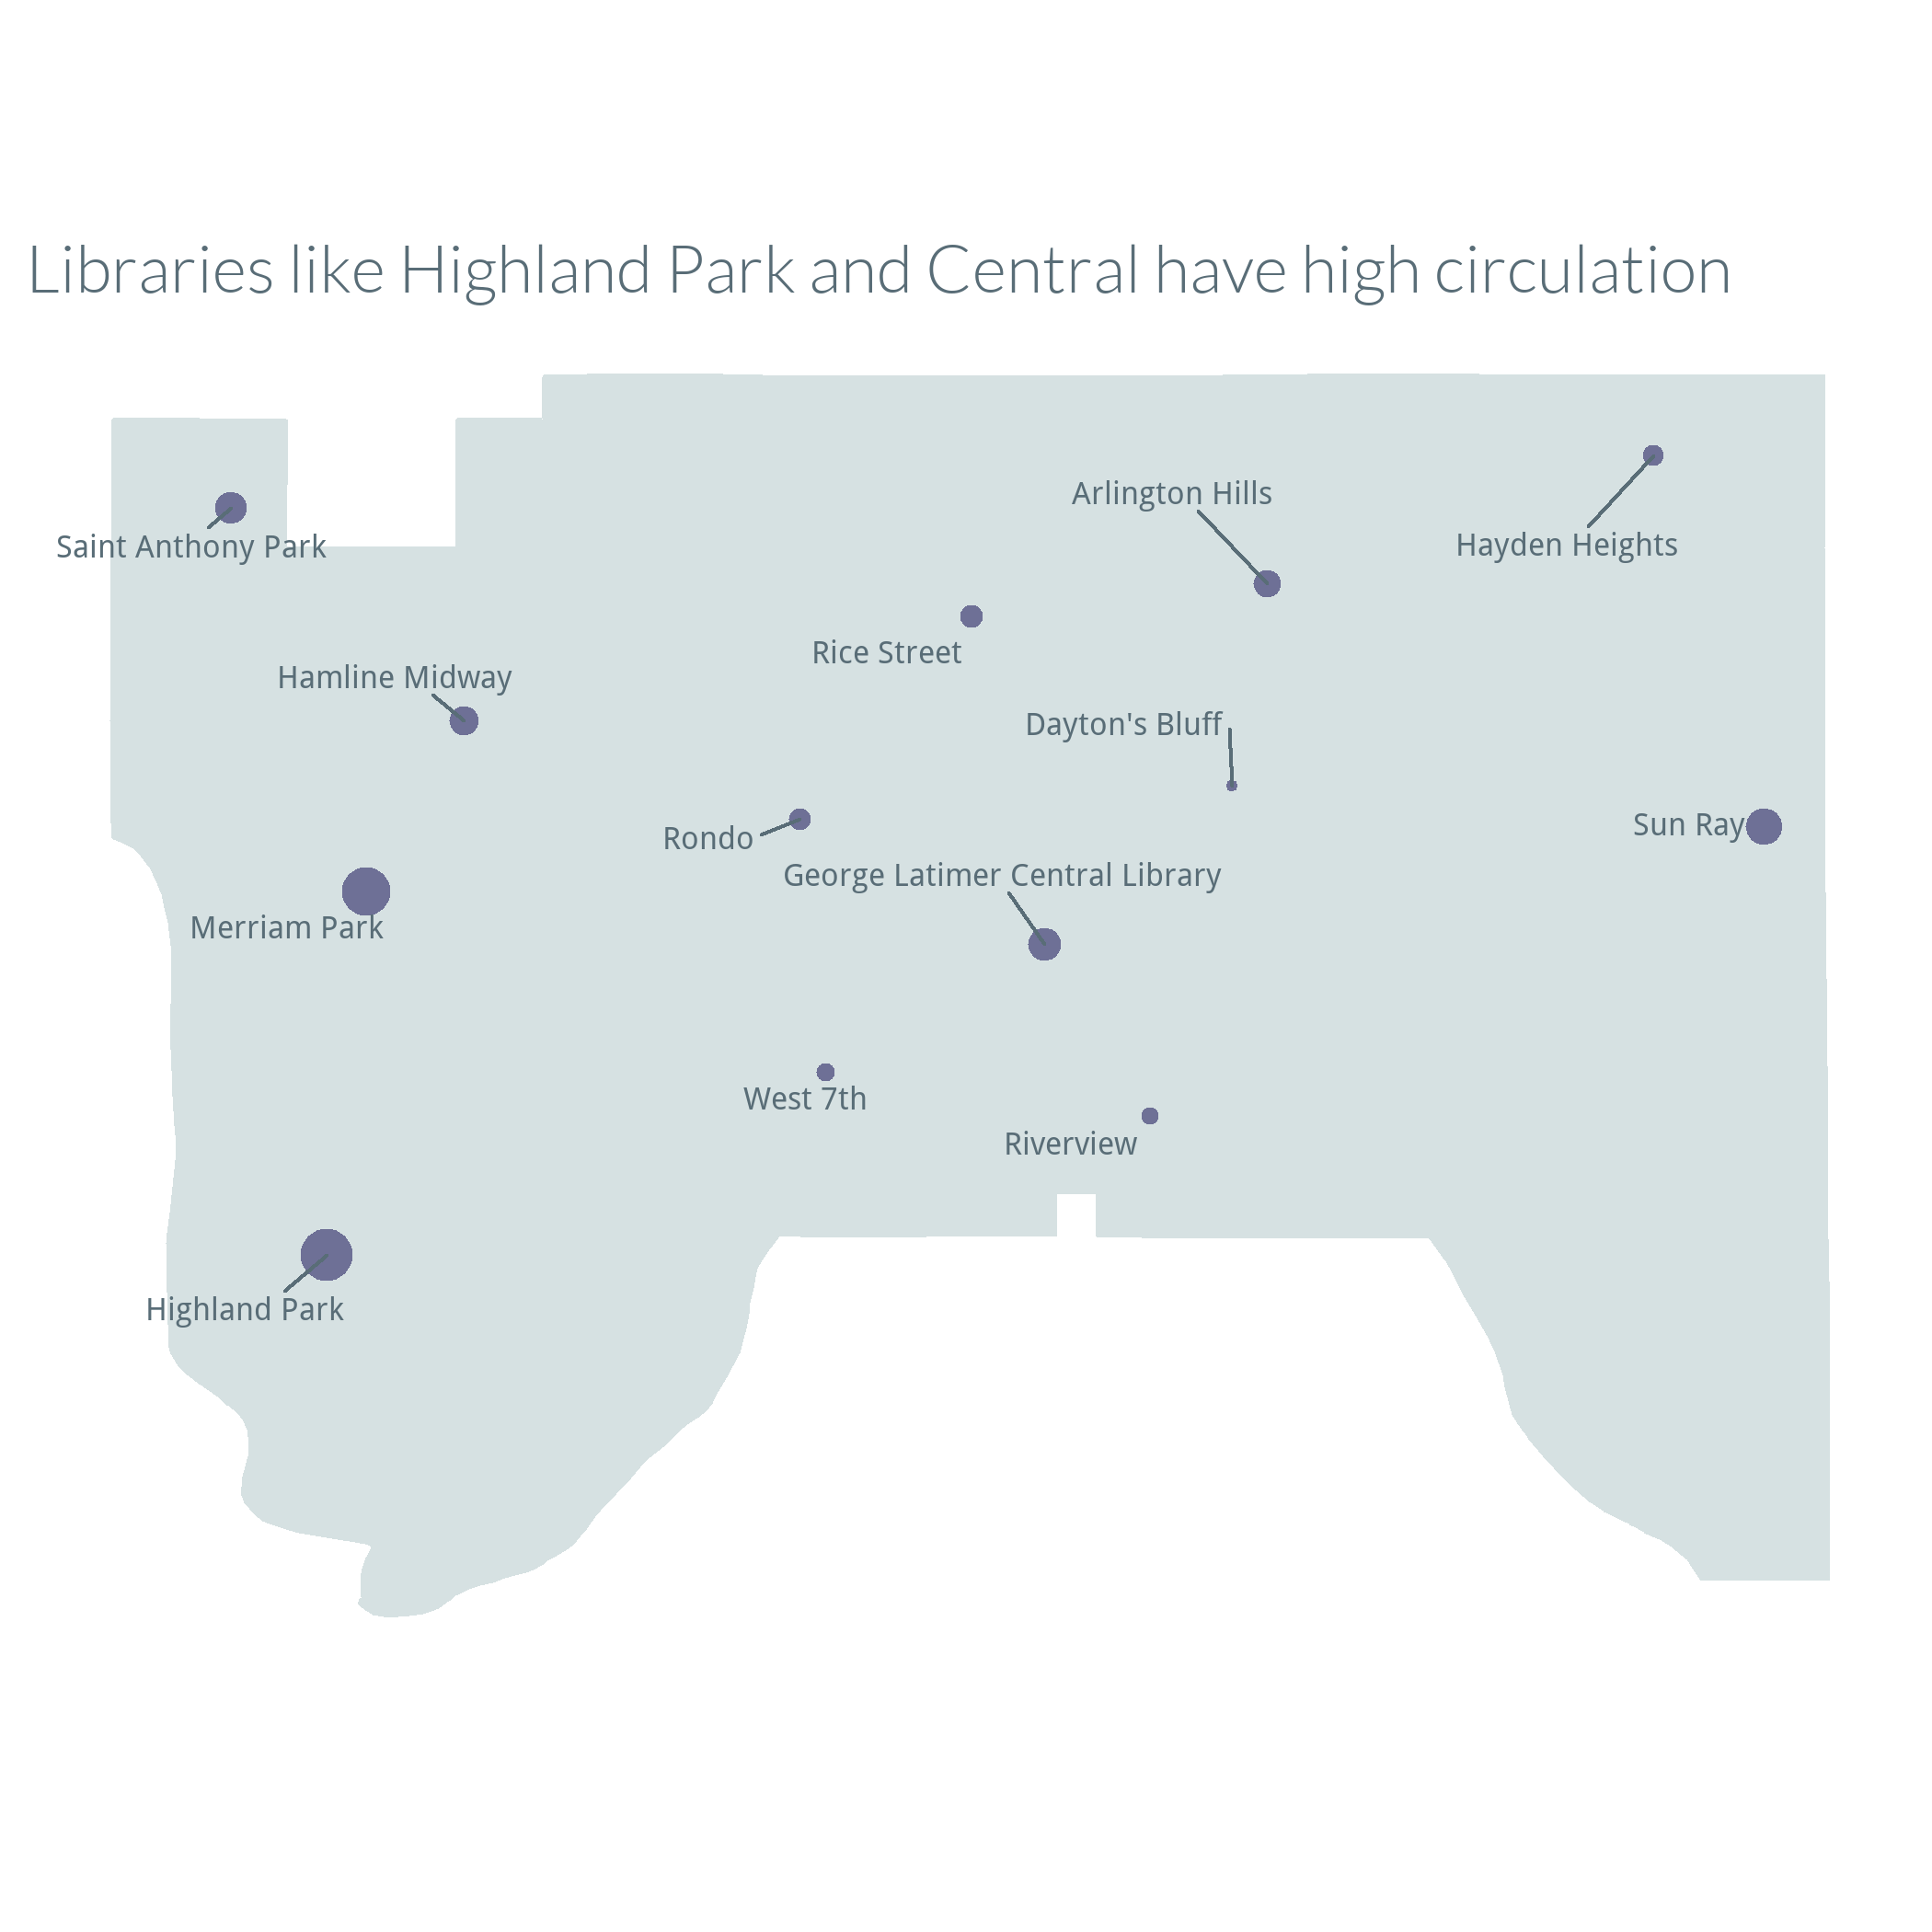 Libraries like Highland Park and Central have high circulation
Arlington Hills
Hayden Heights
Saint Anthony Park
Rice Street
Hamline Midway
Dayton's Bluff
Sun Ray
Rondo
George Latimer Central Library
Merriam Park
West 7th
Riverview
Highland Park